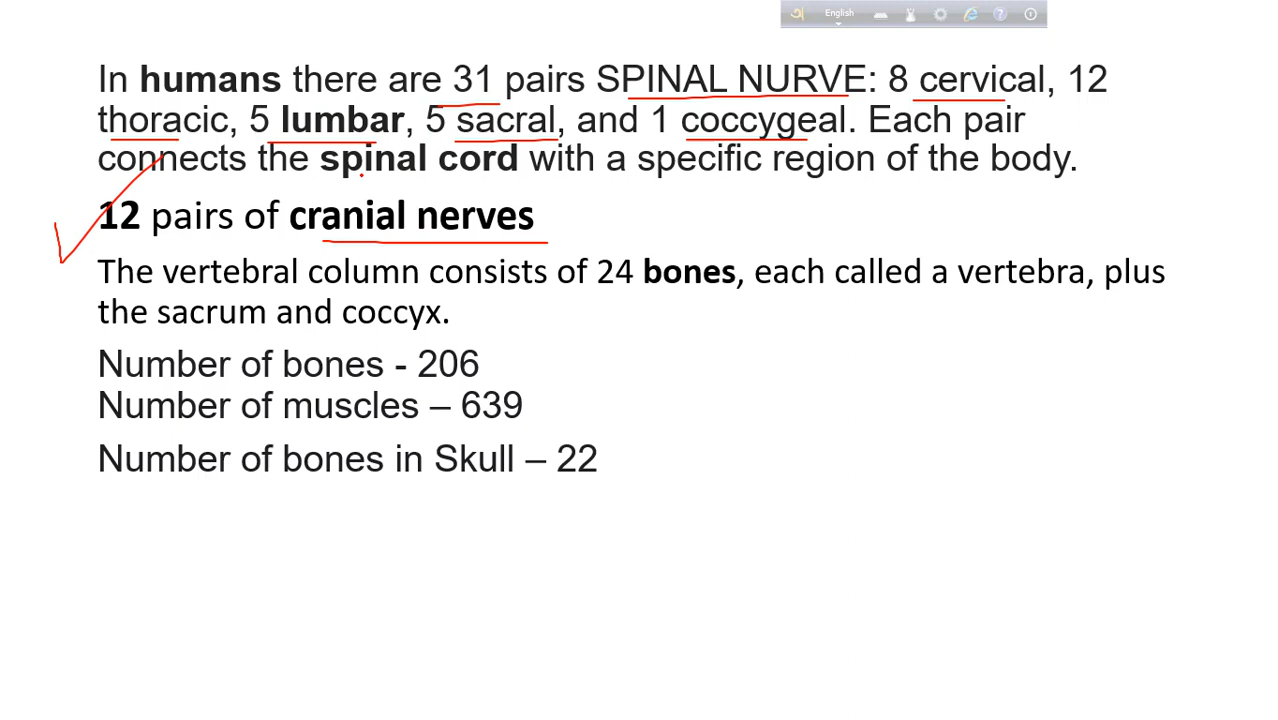 English
In humans there are 31 pairs SPINAL NURVE: 8 cervical, 12
thoracic, 5 lumbar, 5 sacral, and 1 coccygeal. Each pair
connects the spinal cord with a specific region of the body.
12 pairs of cranial nerves
The vertebral column consists of 24 bones, each called a vertebra, plus
the sacrum and coccyx.
Number of bones - 206
Number of muscles – 639
Number of bones in Skull – 22